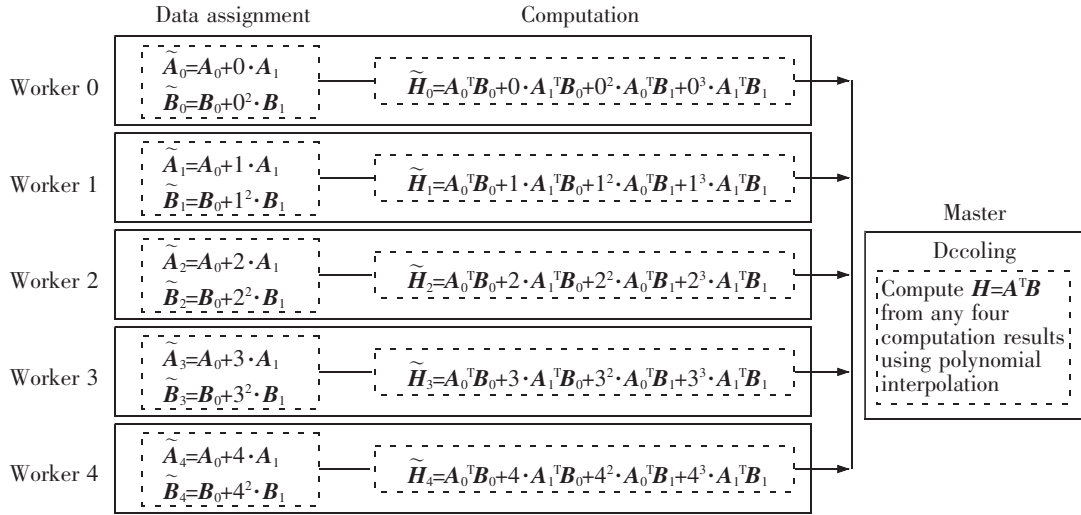 Data assignment
Computation
Worker 0
Ã₀=A₀+0·A₁
B̃₀=B₀+0²·B₁
H̃₀=A₀ᵀB₀+0·A₁ᵀB₀+0²·A₀ᵀB₁+0³·A₁ᵀB₁
Worker 1
Ã₁=A₀+1·A₁
B̃₁=B₀+1²·B₁
H̃₁=A₀ᵀB₀+1·A₁ᵀB₀+1²·A₀ᵀB₁+1³·A₁ᵀB₁
Worker 2
Ã₂=A₀+2·A₁
B̃₂=B₀+2²·B₁
H̃₂=A₀ᵀB₀+2·A₁ᵀB₀+2²·A₀ᵀB₁+2³·A₁ᵀB₁
Worker 3
Ã₃=A₀+3·A₁
B̃₃=B₀+3²·B₁
H̃₃=A₀ᵀB₀+3·A₁ᵀB₀+3²·A₀ᵀB₁+3³·A₁ᵀB₁
Worker 4
Ã₄=A₀+4·A₁
B̃₄=B₀+4²·B₁
H̃₄=A₀ᵀB₀+4·A₁ᵀB₀+4²·A₀ᵀB₁+4³·A₁ᵀB₁
Master
Dccoling
Compute H=AᵀB
from any four
computation results
using polynomial
interpolation